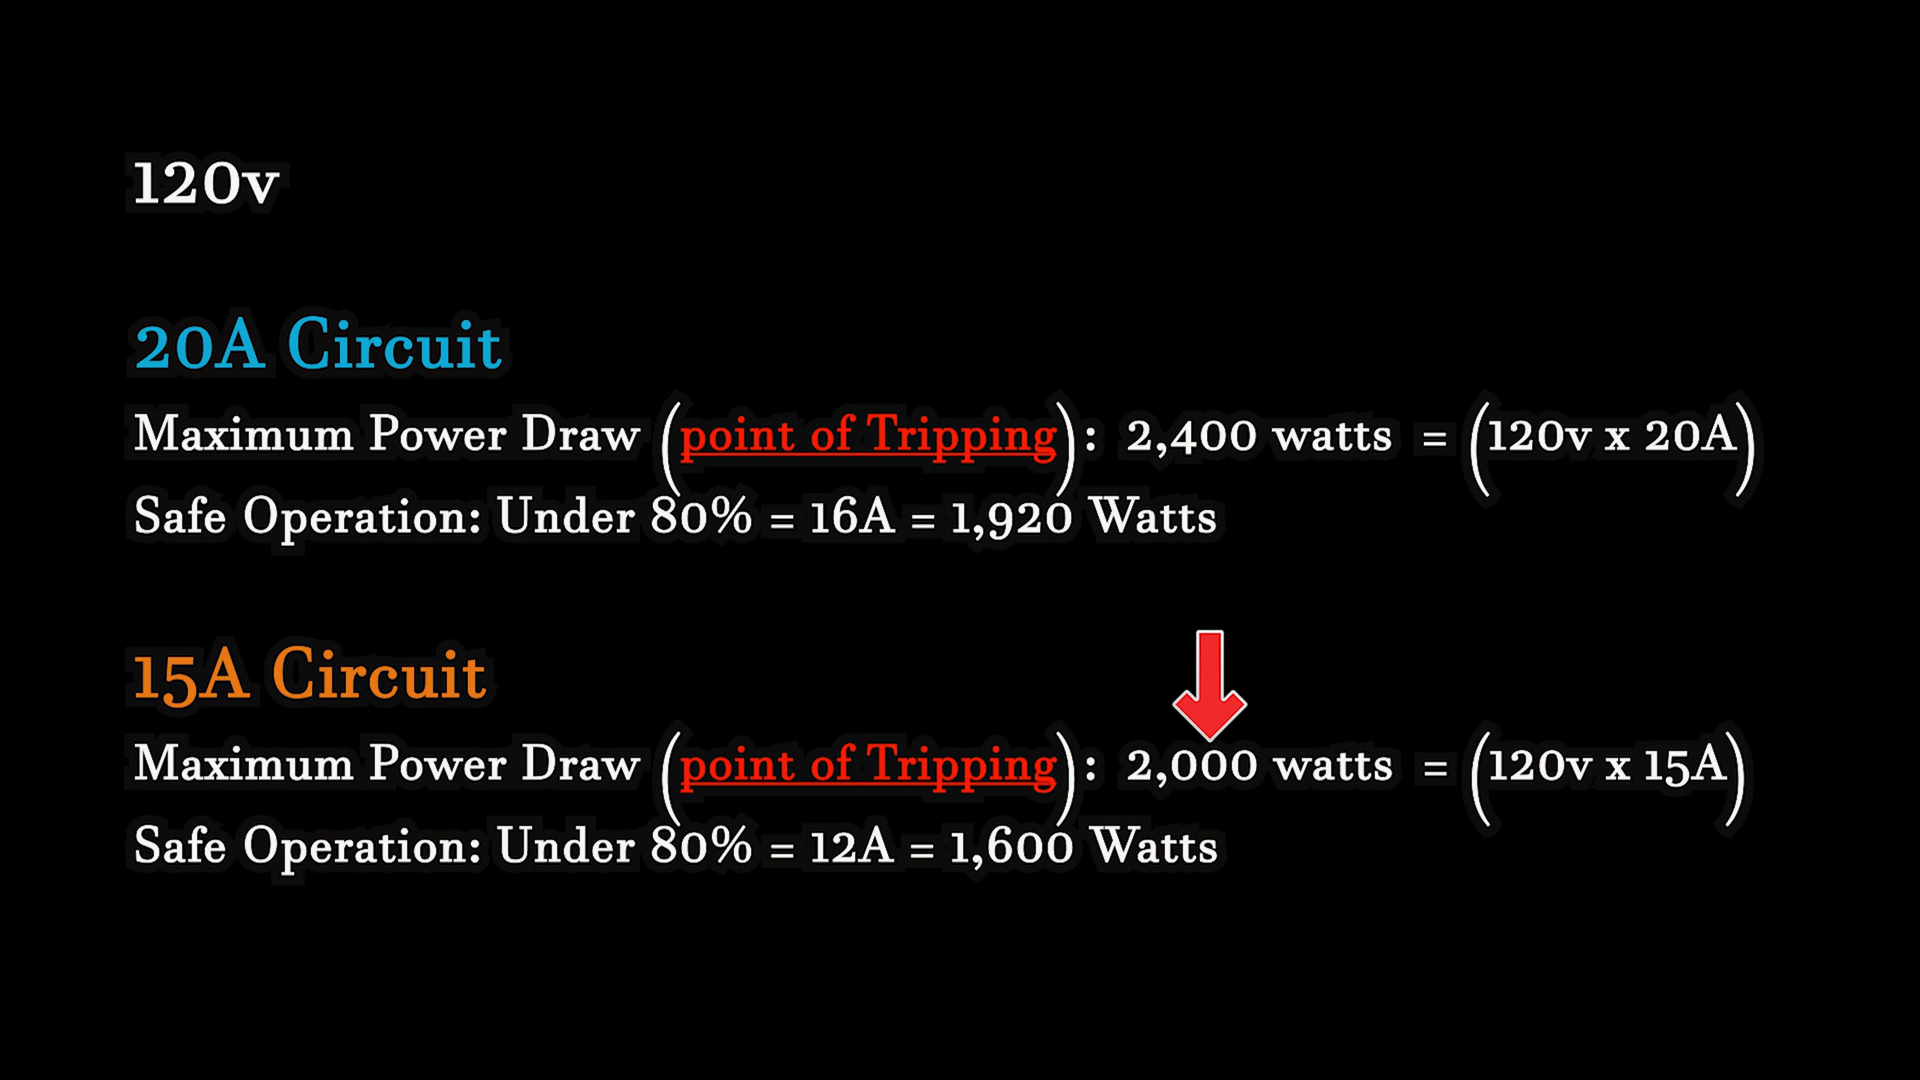 120v
20A Circuit
Maximum Power Draw (point of Tripping): 2,400 watts = (120v x 20A)
Safe Operation: Under 80% = 16A = 1,920 Watts
15A Circuit
Maximum Power Draw (point of Tripping): 2,000 watts = (120v x 15A)
Safe Operation: Under 80% = 12A = 1,600 Watts